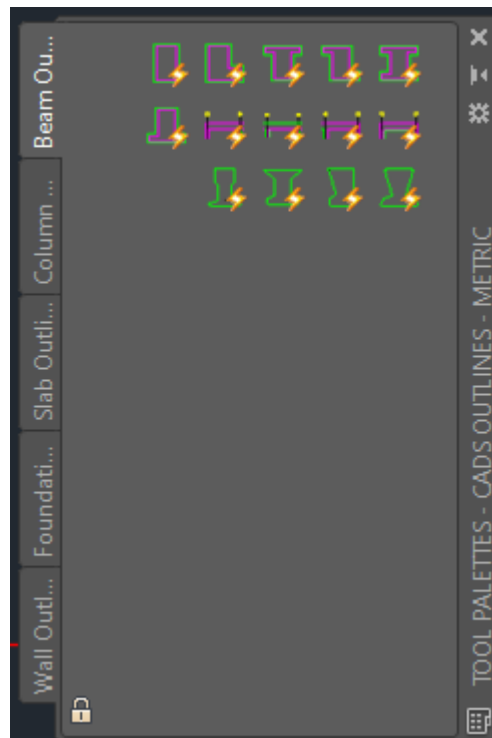 Beam Ou...
Column ...
Slab Outli...
Foundati...
Wall Outl...
TOOL PALETTES - CADS OUTLINES - METRIC